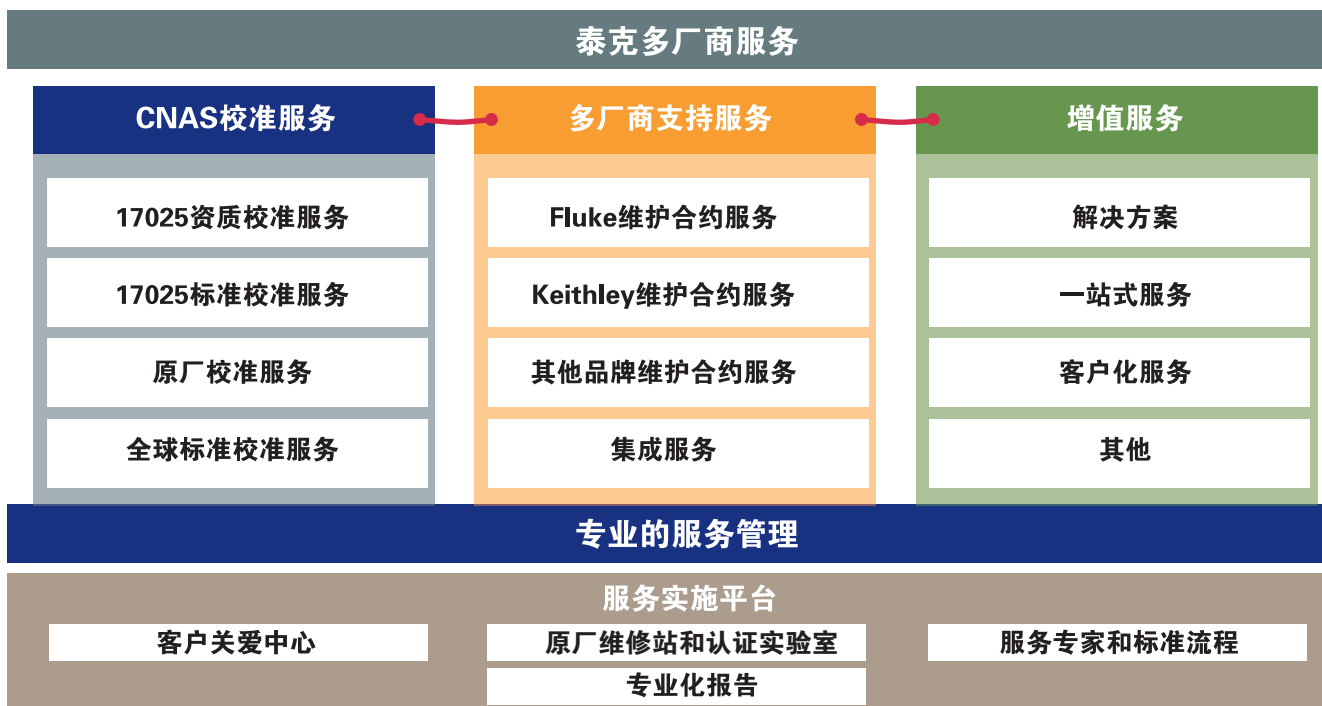 泰克多厂商服务
CNAS校准服务
17025资质校准服务
17025标准校准服务
原厂校准服务
全球标准校准服务
多厂商支持服务
Fluke维护合约服务
Keithley维护合约服务
其他品牌维护合约服务
集成服务
增值服务
解决方案
一站式服务
客户化服务
其他
专业的服务管理
服务实施平台
客户关爱中心
原厂维修站和认证实验室
专业化报告
服务专家和标准流程